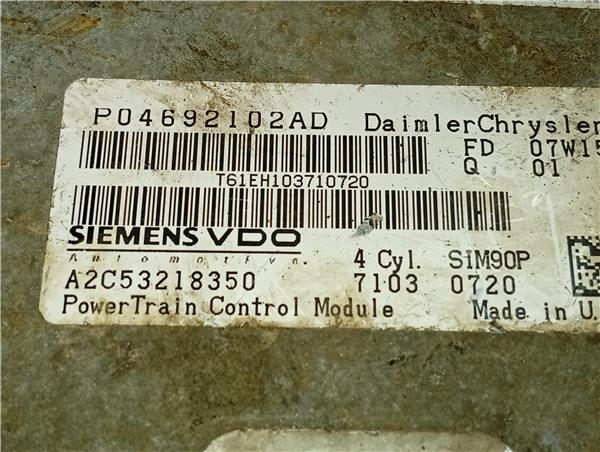 P04692102AD DaimlerChrysler
FD 07W15
Q 01
T61EH103710720
SIEMENS VDO
Automotive.
4 Cyl. SIM90P
A2C53218350 7103 0720
PowerTrain Control Module Made in U.